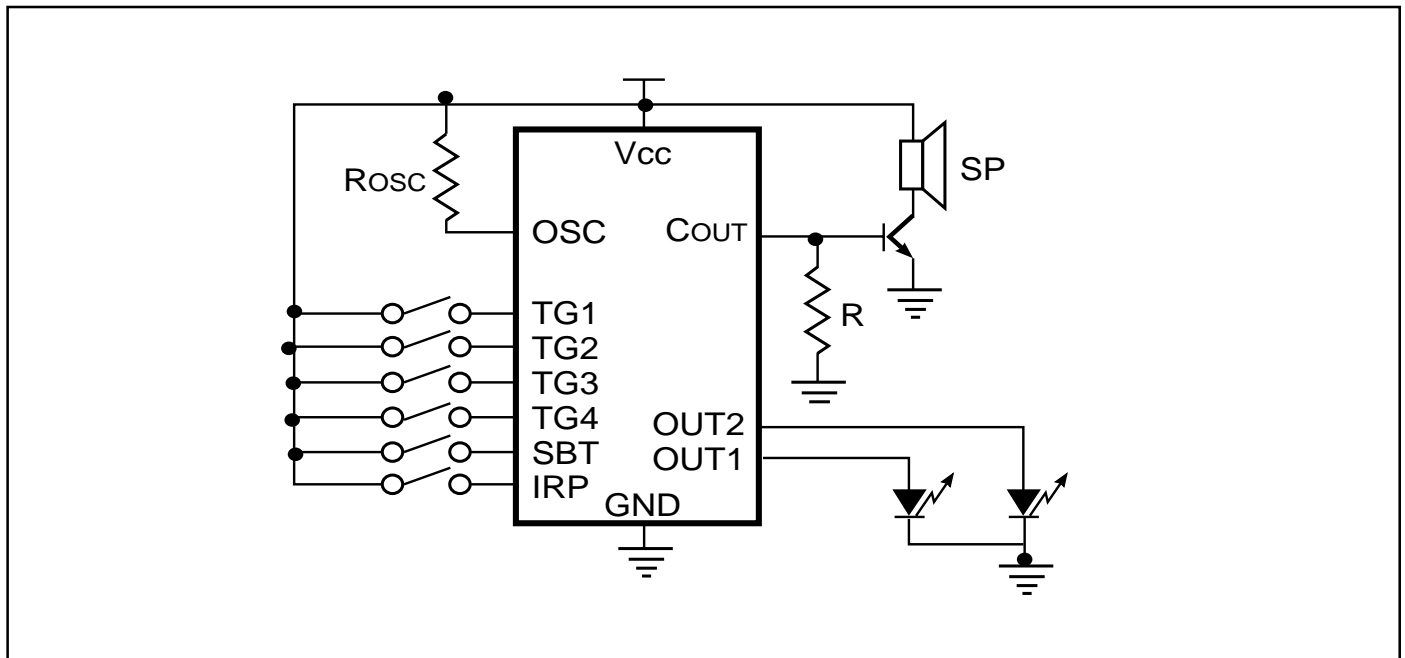 Vcc
ROSC
SP
OSC
COUT
TG1
R
TG2
TG3
TG4
OUT2
SBT
OUT1
IRP
GND